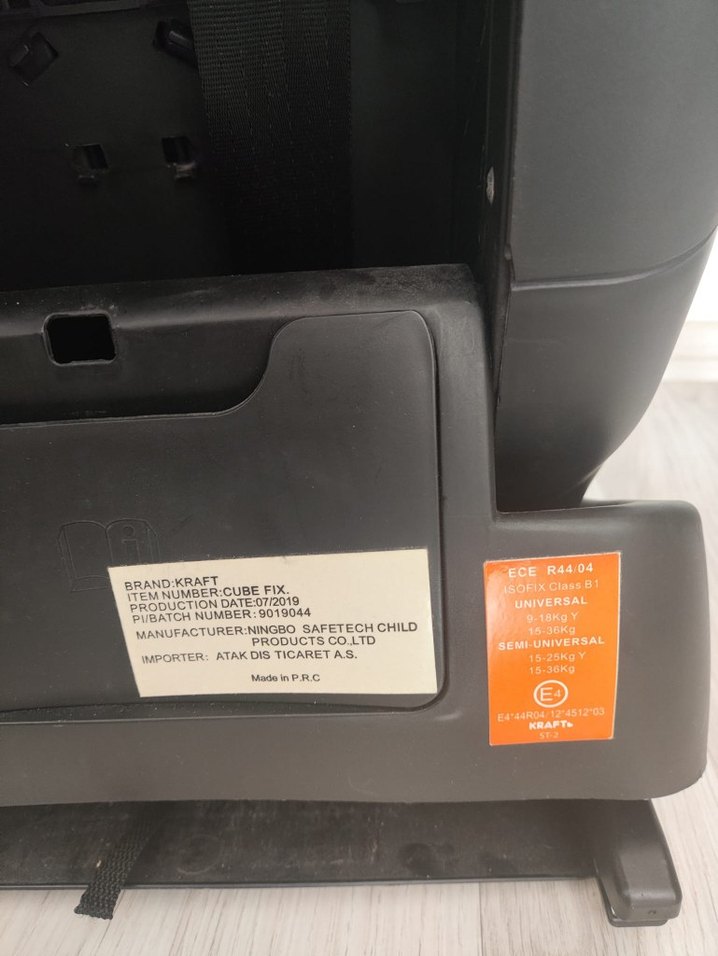 BRAND:KRAFT
ITEM NUMBER:CUBE FIX.
PRODUCTION DATE:07/2019
PI/BATCH NUMBER : 9019044
MANUFACTURER:NINGBO SAFETECH CHILD
PRODUCTS CO.,LTD
IMPORTER: ATAK DIS TICARET A.S.
Made in P.R.C
ECE R44/04
ISOFIX Class B1
UNIVERSAL
9-18Kg Y
15-36Kg
SEMI-UNIVERSAL
15-25Kg Y
15-36Kg
E4
E4*44R04/12*4512*03
KRAFT
ST-2